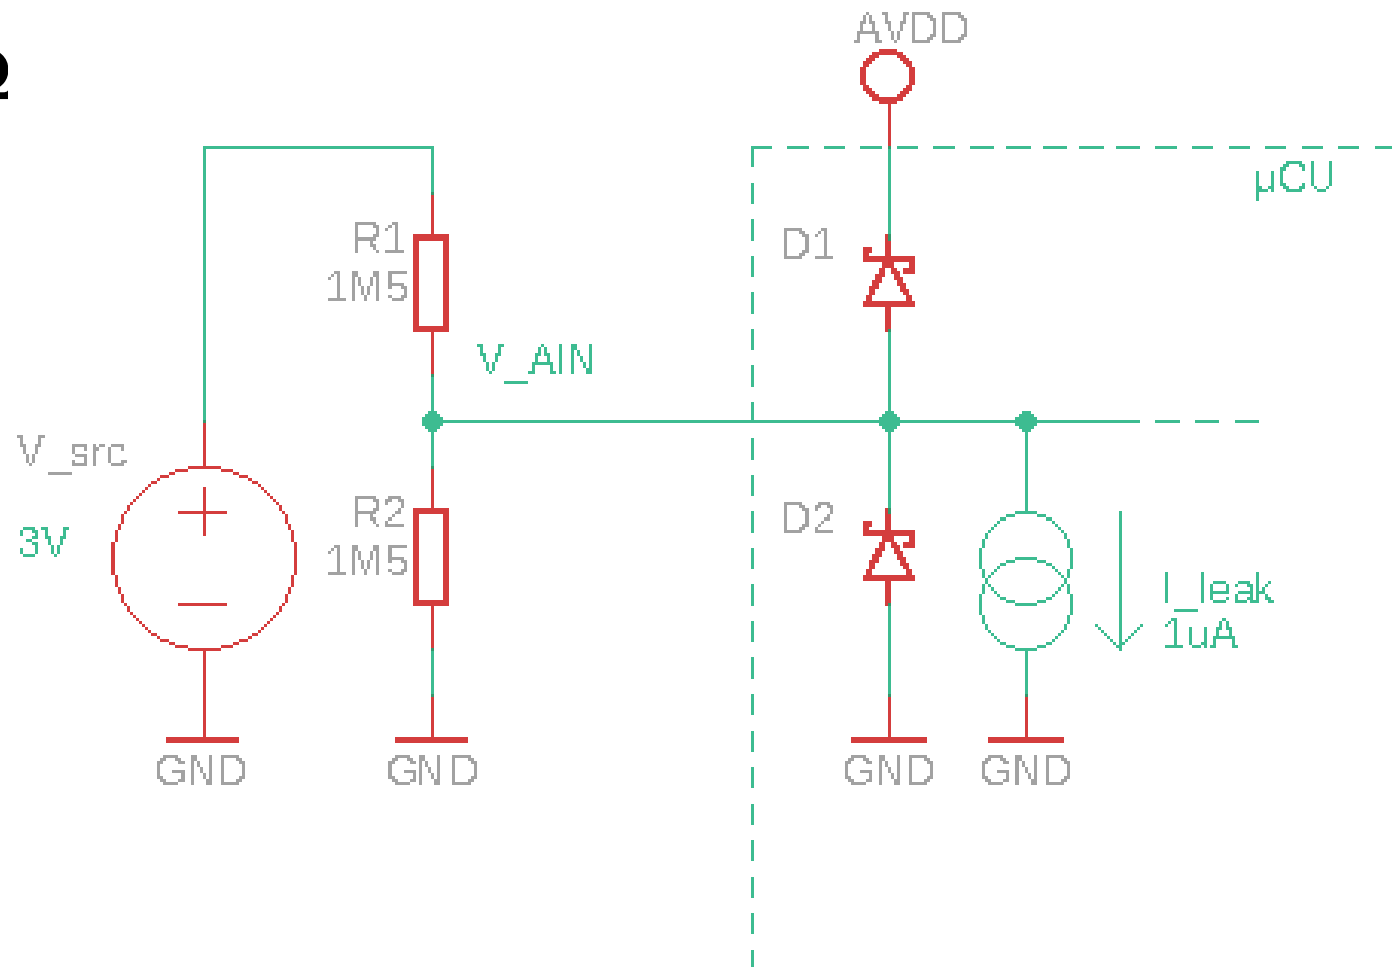 AVDD
µCU
R1
1M5
D1
V_AIN
V_src
3V
R2
1M5
D2
I_leak
1uA
GND
GND
GND
GND